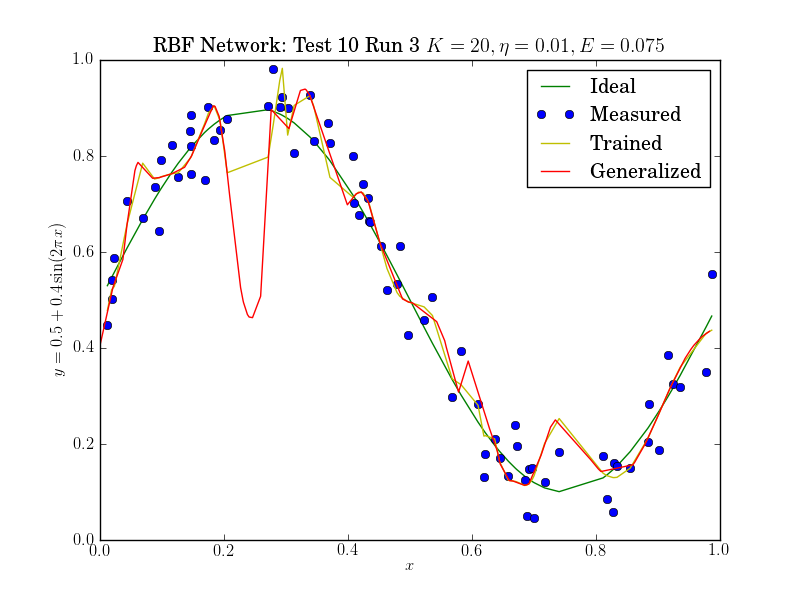 RBF Network: Test 10 Run 3 K = 20, η = 0.01, E = 0.075
1.0
0.8
0.6
0.4
0.2
0.0
y = 0.5 + 0.4 sin(2πx)
Ideal
Measured
Trained
Generalized
0.0 0.2 0.4 0.6 0.8 1.0
x